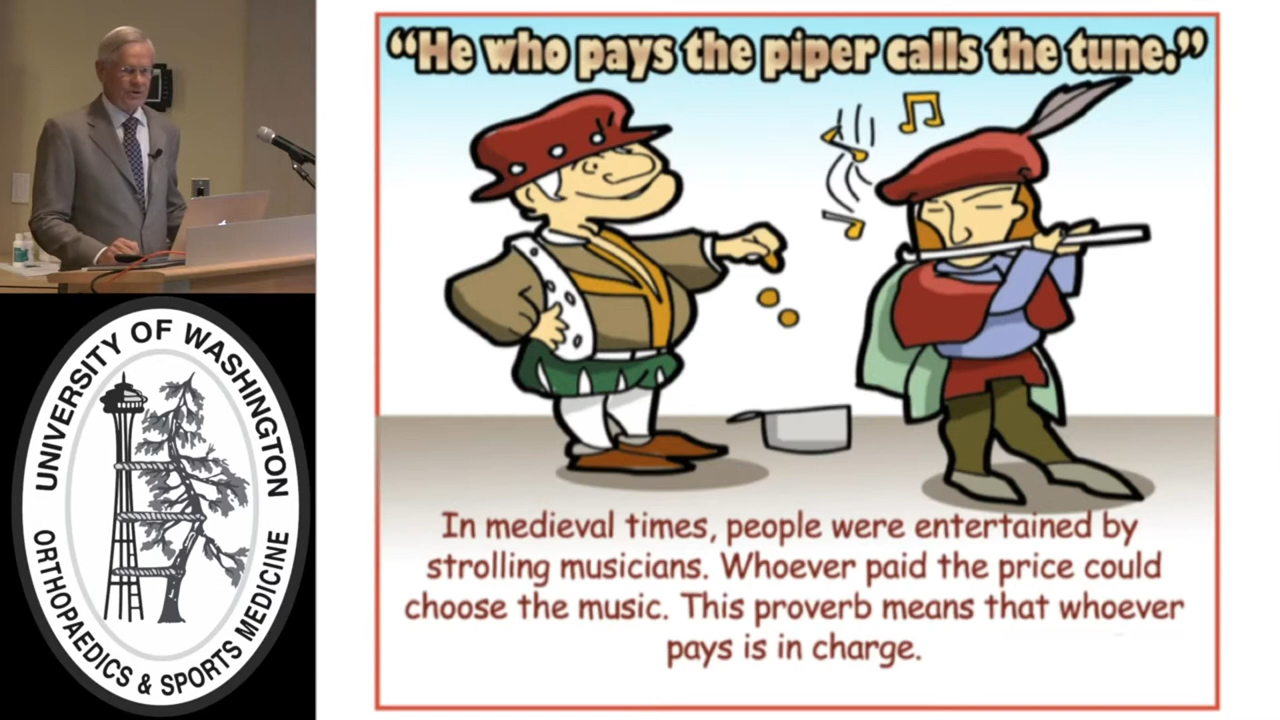 "He who pays the piper calls the tune."
In medieval times, people were entertained by
strolling musicians. Whoever paid the price could
choose the music. This proverb means that whoever
pays is in charge.
UNIVERSITY OF WASHINGTON
ORTHOPAEDICS & SPORTS MEDICINE